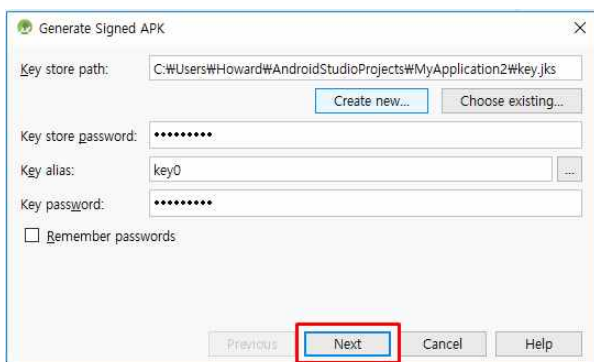 Generate Signed APK
Key store path: C:₩Users₩Howard₩AndroidStudioProjects₩MyApplication2₩key.jks
Create new... Choose existing...
Key store password: •••••••••
Key alias: key0 ...
Key password: •••••••••
Remember passwords
Previous Next Cancel Help